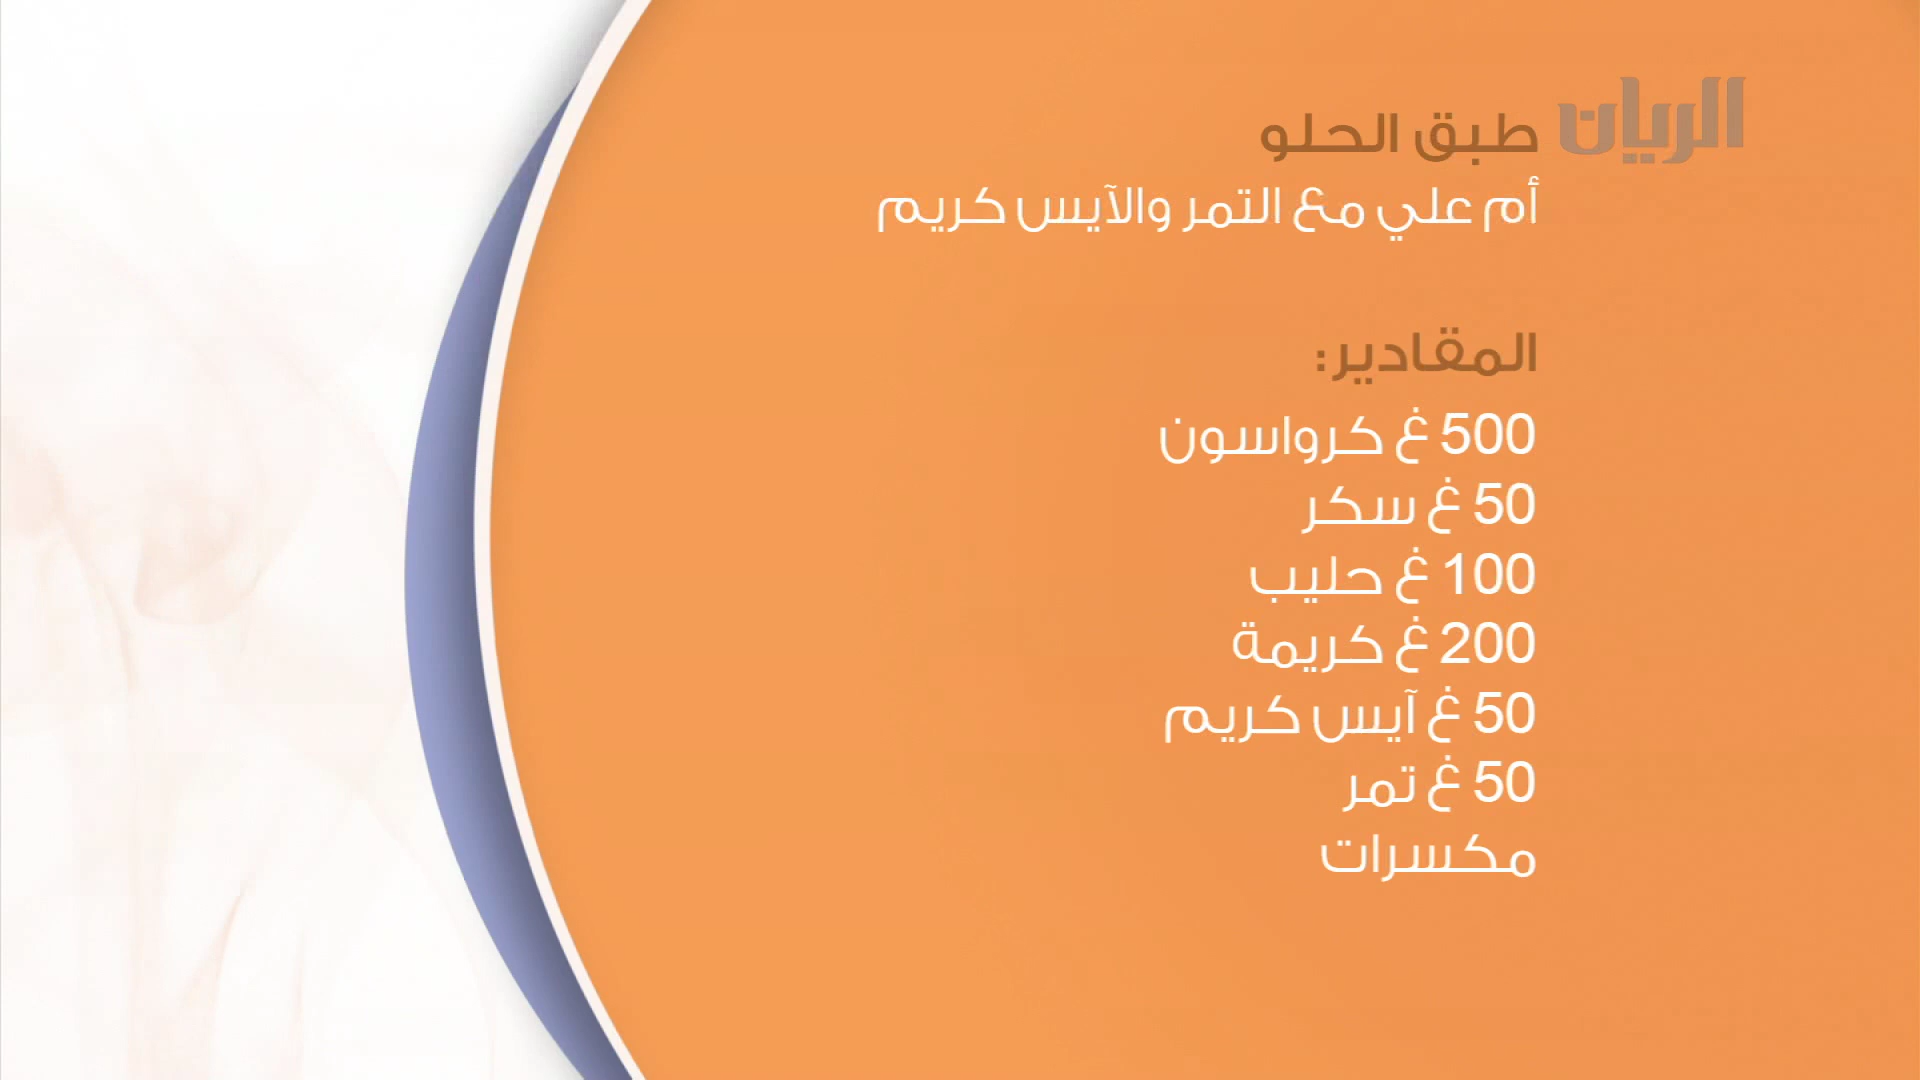 الريان
طبق الحلو
أم علي مع التمر والآيس كريم
المقادير:
500 غ كرواسون
50 غ سكر
100 غ حليب
200 غ كريمة
50 غ آيس كريم
50 غ تمر
مكسرات